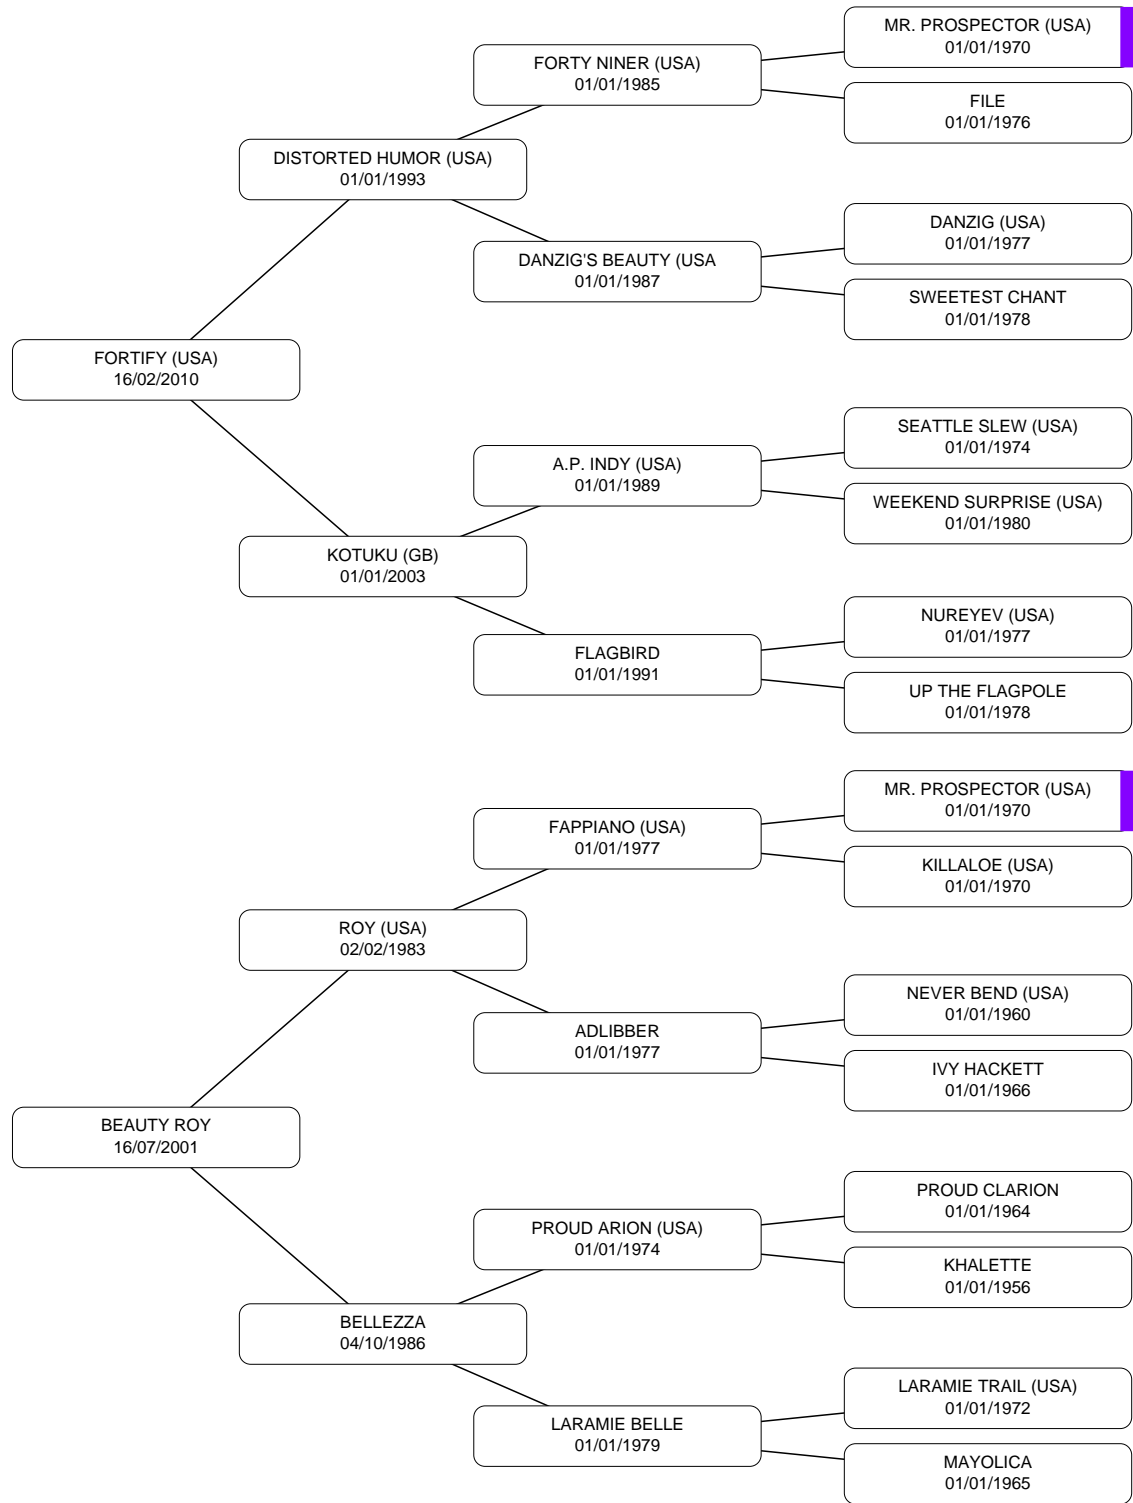 MR. PROSPECTOR (USA)
01/01/1970
FORTY NINER (USA)
01/01/1985
FILE
01/01/1976
DISTORTED HUMOR (USA)
01/01/1993
DANZIG (USA)
01/01/1977
DANZIG'S BEAUTY (USA
01/01/1987
SWEETEST CHANT
01/01/1978
FORTIFY (USA)
16/02/2010
SEATTLE SLEW (USA)
01/01/1974
A.P. INDY (USA)
01/01/1989
WEEKEND SURPRISE (USA)
01/01/1980
KOTUKU (GB)
01/01/2003
NUREYEV (USA)
01/01/1977
FLAGBIRD
01/01/1991
UP THE FLAGPOLE
01/01/1978
MR. PROSPECTOR (USA)
01/01/1970
FAPPIANO (USA)
01/01/1977
KILLALOE (USA)
01/01/1970
ROY (USA)
02/02/1983
NEVER BEND (USA)
01/01/1960
ADLIBBER
01/01/1977
IVY HACKETT
01/01/1966
BEAUTY ROY
16/07/2001
PROUD CLARION
01/01/1964
PROUD ARION (USA)
01/01/1974
KHALETTE
01/01/1956
BELLEZZA
04/10/1986
LARAMIE TRAIL (USA)
01/01/1972
LARAMIE BELLE
01/01/1979
MAYOLICA
01/01/1965